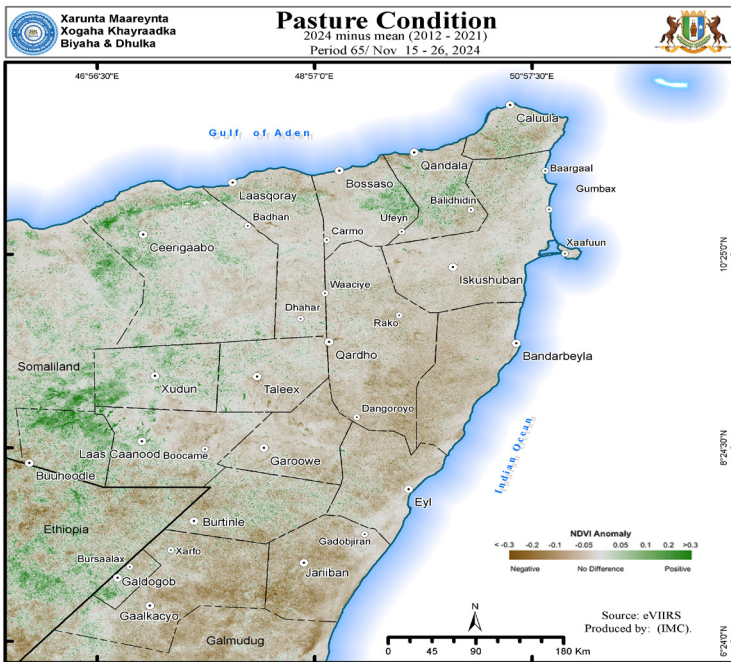 Xarunta Maareynta
Xogaha Khayraadka
Biyaha & Dhulka
Pasture Condition
2024 minus mean (2012 - 2021)
Period 65/ Nov 15 - 26, 2024
46°56'30"E
48°57'0"E
50°57'30"E
Caluula
Gulf of Aden
Qandala
Bossaso
Baargaal
Laasqoray
Gumbax
Balidhidin
Badhan
Ufeyn
Ceerigaabo
Carmo
Xaafuun
10°25'0"N
Iskushuban
Waaciye
Dhahar
Rako
Qardho
Bandarbeyla
Somaliland
Xudun
Taleex
Dangoroyo
Indian Ocean
Laas Caanood
Boocame
Garoowe
8°24'30"N
Buuhoodle
Eyl
Ethiopia
Burtinle
Gadobjiran
Xarfo
Bursaalax
Jariiban
Galdogob
Gaalkacyo
Galmudug
6°24'0"N
NDVI Anomaly
< -0.3 -0.2 -0.1 -0.05 0.05 0.1 0.2 >0.3
Negative No Difference Positive
N
0 45 90 180 Km
Source: eVIIRS
Produced by: (IMC).